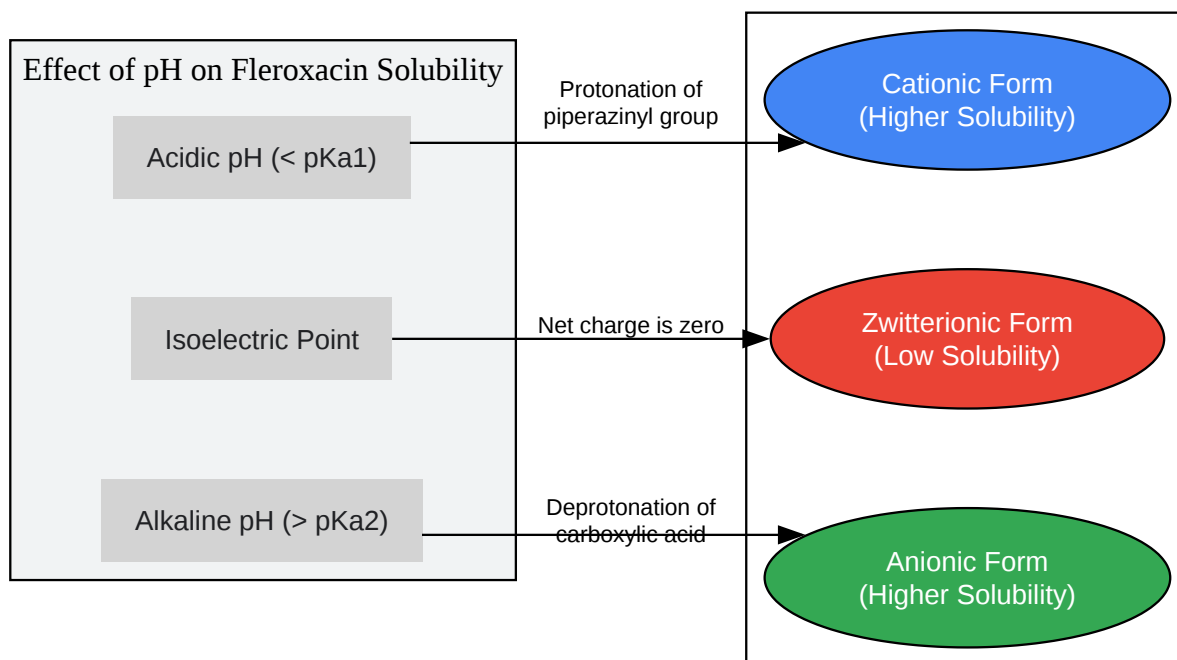 Effect of pH on Fleroxacin Solubility
Acidic pH (< pKa1)
Protonation of
piperazinyl group
Cationic Form
(Higher Solubility)
Isoelectric Point
Net charge is zero
Zwitterionic Form
(Low Solubility)
Alkaline pH (> pKa2)
Deprotonation of
carboxylic acid
Anionic Form
(Higher Solubility)